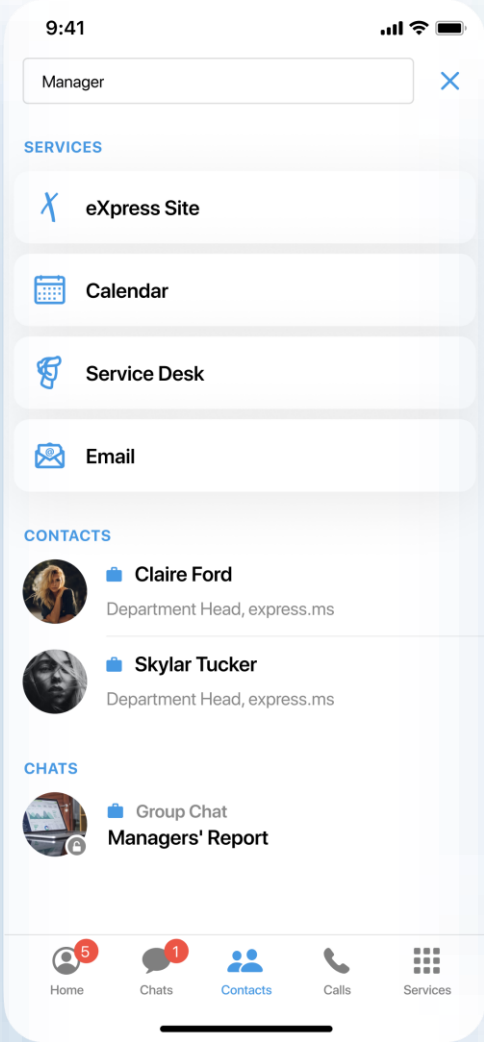 9:41
Manager
SERVICES
eXpress Site
Calendar
Service Desk
Email
CONTACTS
Claire Ford
Department Head, express.ms
Skylar Tucker
Department Head, express.ms
CHATS
Group Chat
Managers' Report
5
1
Home
Chats
Contacts
Calls
Services